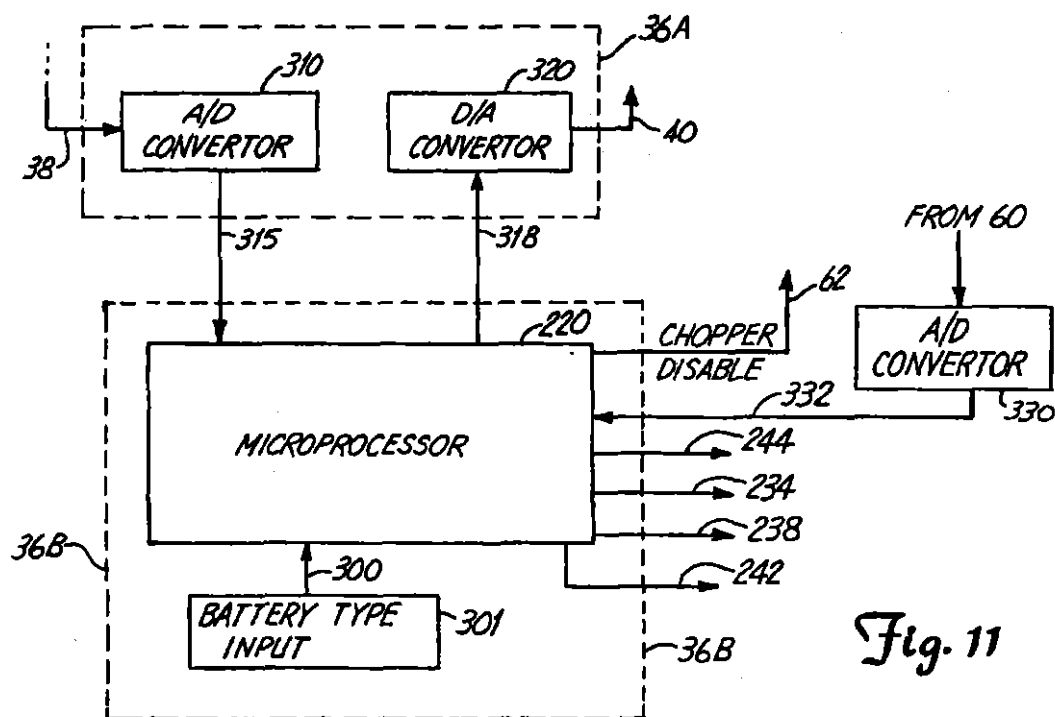 36A
310
320
A/D
CONVERTOR
D/A
CONVERTOR
38
40
315
318
FROM 60
62
220
CHOPPER
DISABLE
A/D
CONVERTOR
332
330
MICROPROCESSOR
244
234
238
242
36B
300
BATTERY TYPE
INPUT
301
36B
Fig. 11